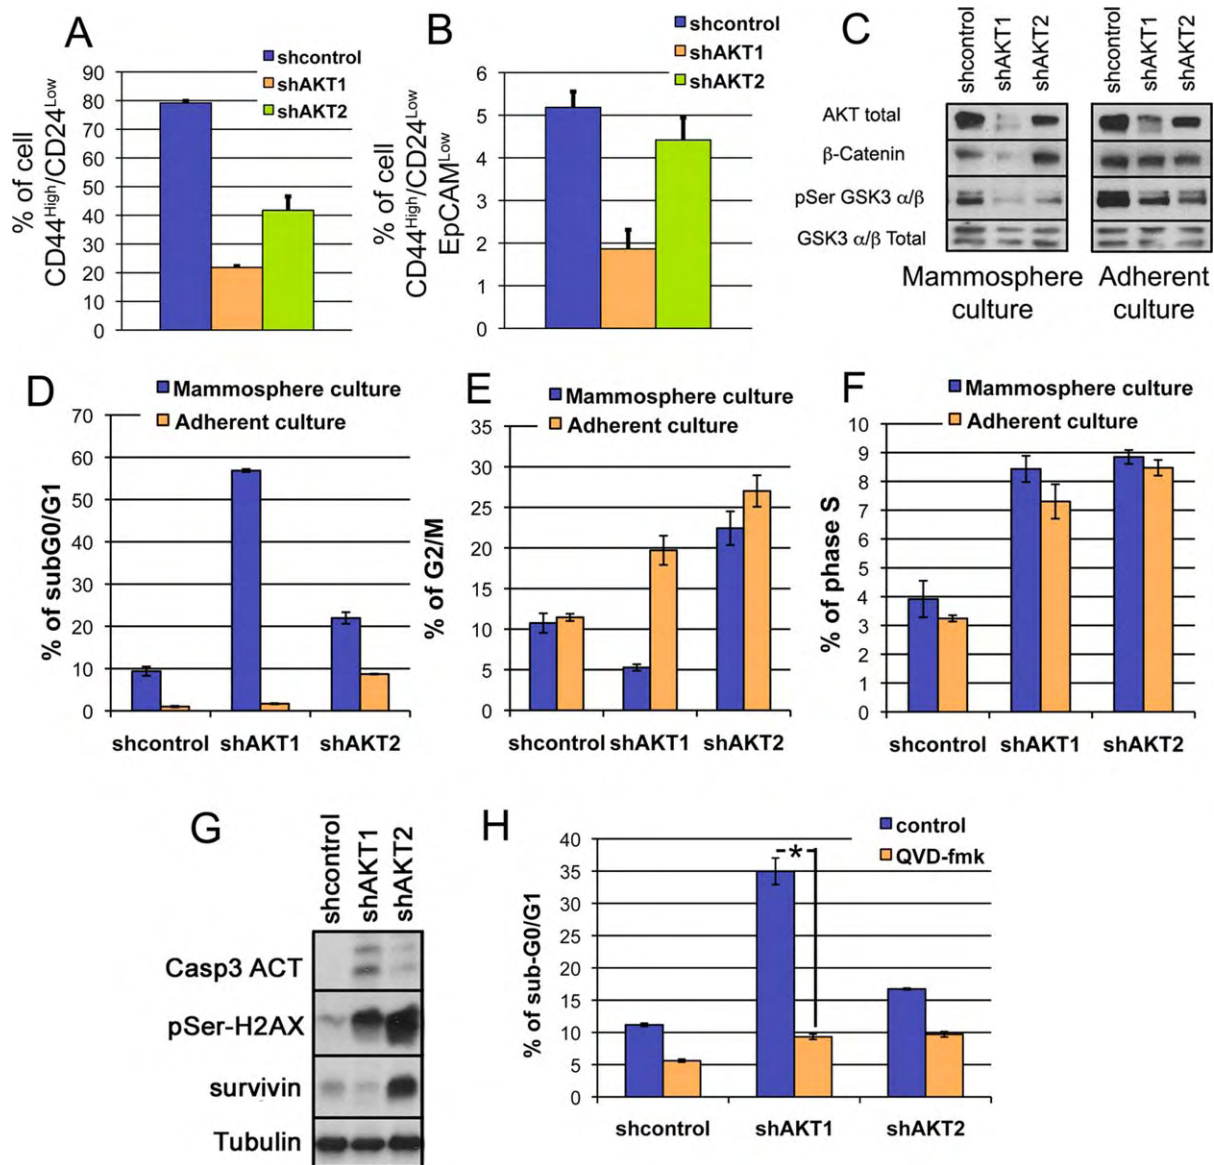 A
shcontrol
shAKT1
shAKT2
% of cell
CD44High/CD24Low
90
80
70
60
50
40
30
20
10
0
B
shcontrol
shAKT1
shAKT2
% of cell
CD44High/CD24Low
EpCAMLow
6
5
4
3
2
1
0
C
shcontrol
shAKT1
shAKT2
shcontrol
shAKT1
shAKT2
AKT total
β-Catenin
pSer GSK3 α/β
GSK3 α/β Total
Mammosphere
culture
Adherent
culture
D
Mammosphere culture
Adherent culture
% of subG0/G1
70
60
50
40
30
20
10
0
shcontrol shAKT1 shAKT2
E
Mammosphere culture
Adherent culture
% of G2/M
35
30
25
20
15
10
5
0
shcontrol shAKT1 shAKT2
F
Mammosphere culture
Adherent culture
% of phase S
10
9
8
7
6
5
4
3
2
1
0
shcontrol shAKT1 shAKT2
G
shcontrol
shAKT1
shAKT2
Casp3 ACT
pSer-H2AX
survivin
Tubulin
H
control
QVD-fmk
% of sub-G0/G1
40
35
30
25
20
15
10
5
0
*
shcontrol shAKT1 shAKT2